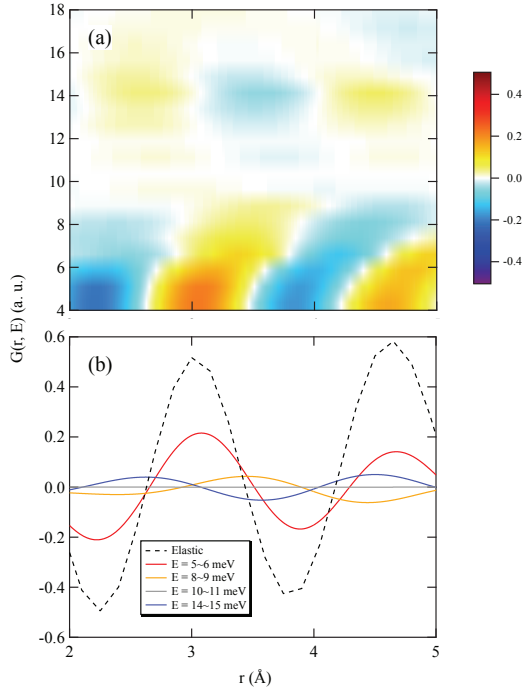 18
16
14
12
10
8
6
4
(a)
0.4
0.2
0.0
-0.2
-0.4
G(r, E) (a. u.)
0.6
0.4
0.2
0.0
-0.2
-0.4
-0.6
(b)
Elastic
E = 5~6 meV
E = 8~9 meV
E = 10~11 meV
E = 14~15 meV
2
3
4
5
r (Å)